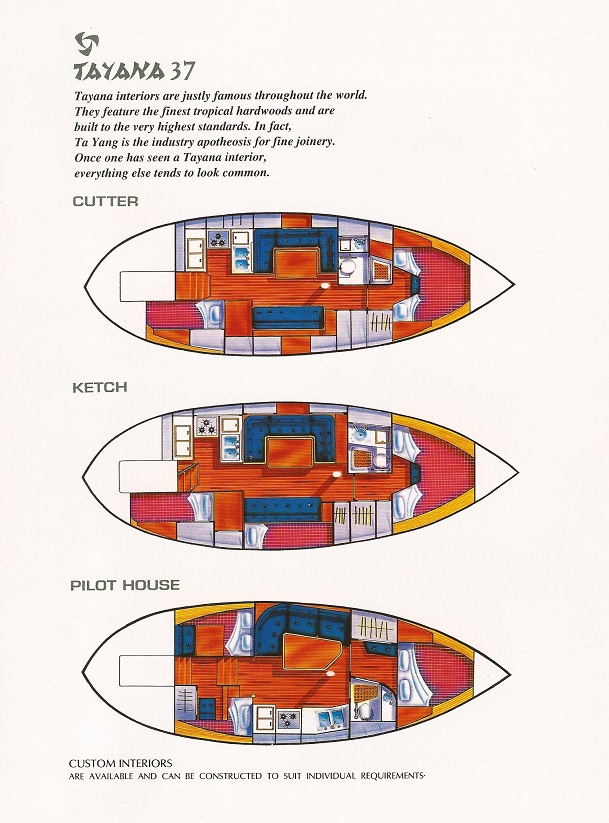 TAYANA 37
Tayana interiors are justly famous throughout the world.
They feature the finest tropical hardwoods and are
built to the very highest standards. In fact,
Ta Yang is the industry apotheosis for fine joinery.
Once one has seen a Tayana interior,
everything else tends to look common.
CUTTER
KETCH
PILOT HOUSE
CUSTOM INTERIORS
ARE AVAILABLE AND CAN BE CONSTRUCTED TO SUIT INDIVIDUAL REQUIREMENTS·